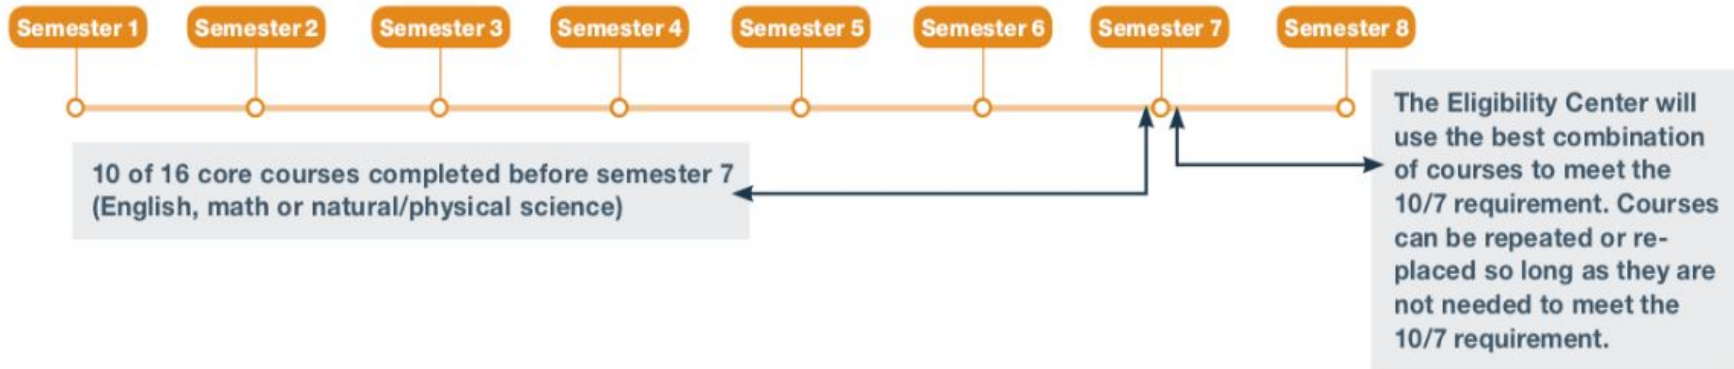 Semester 1
Semester 2
Semester 3
Semester 4
Semester 5
Semester 6
Semester 7
Semester 8
10 of 16 core courses completed before semester 7
(English, math or natural/physical science)
The Eligibility Center will
use the best combination
of courses to meet the
10/7 requirement. Courses
can be repeated or re-
placed so long as they are
not needed to meet the
10/7 requirement.